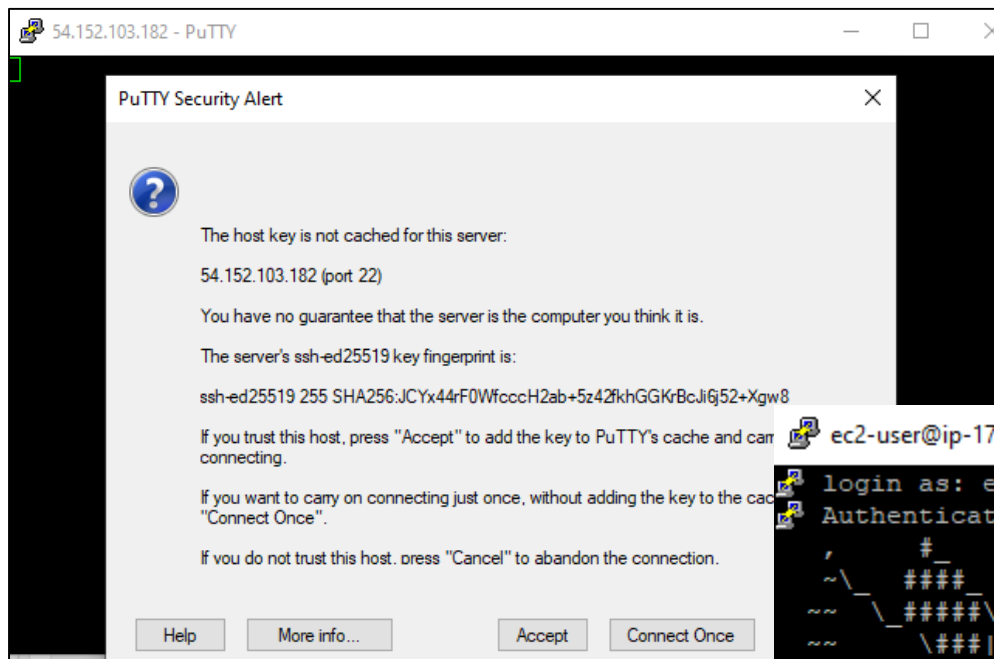 54.152.103.182 - PuTTY
PuTTY Security Alert
The host key is not cached for this server:
54.152.103.182 (port 22)
You have no guarantee that the server is the computer you think it is.
The server's ssh-ed25519 key fingerprint is:
ssh-ed25519 255 SHA256:JCYx44rF0WfcccH2ab+5z42fkhGGKrBcJi6j52+Xgw8
If you trust this host, press "Accept" to add the key to PuTTY's cache and
connecting.
If you want to carry on connecting just once, without adding the key to the
"Connect Once".
If you do not trust this host, press "Cancel" to abandon the connection.
Help More info... Accept Connect Once
ec2-user@ip-17
login as: e
Authenticat
,     #_
~\_  ####_
~~  \_#####\
~~     \###|